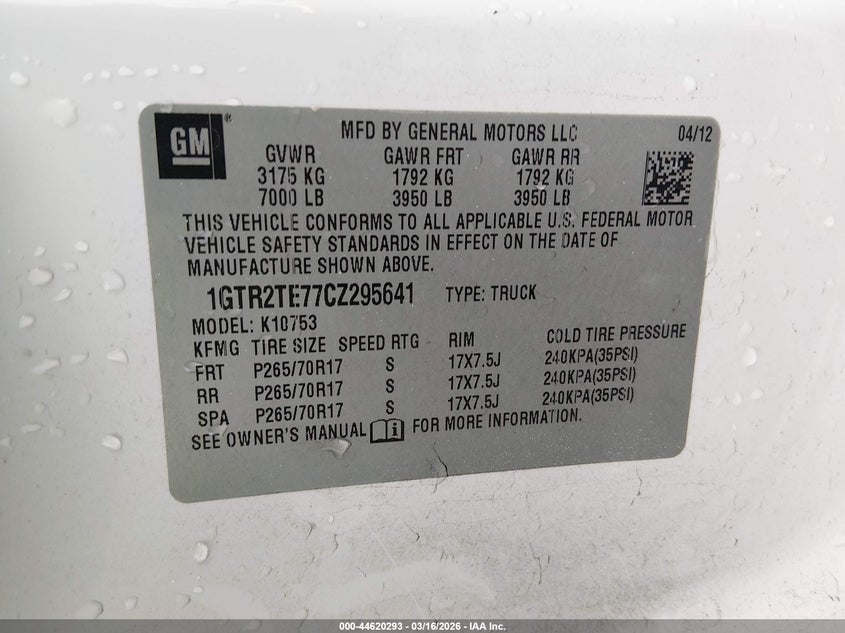 GM ® MFD BY GENERAL MOTORS LLC 04/12
GVWR GAWR FRT GAWR RR
3175 KG 1792 KG 1792 KG
7000 LB 3950 LB 3950 LB
THIS VEHICLE CONFORMS TO ALL APPLICABLE U.S. FEDERAL MOTOR
VEHICLE SAFETY STANDARDS IN EFFECT ON THE DATE OF
MANUFACTURE SHOWN ABOVE.
1GTR2TE77CZ295641 TYPE: TRUCK
MODEL: K10753
KFMG TIRE SIZE SPEED RTG RIM COLD TIRE PRESSURE
FRT P265/70R17 S 17X7.5J 240KPA(35PSI)
RR P265/70R17 S 17X7.5J 240KPA(35PSI)
SPA P265/70R17 S 17X7.5J 240KPA(35PSI)
SEE OWNER'S MANUAL i FOR MORE INFORMATION.
000-44620293 - 03/16/2026 - IAA Inc.